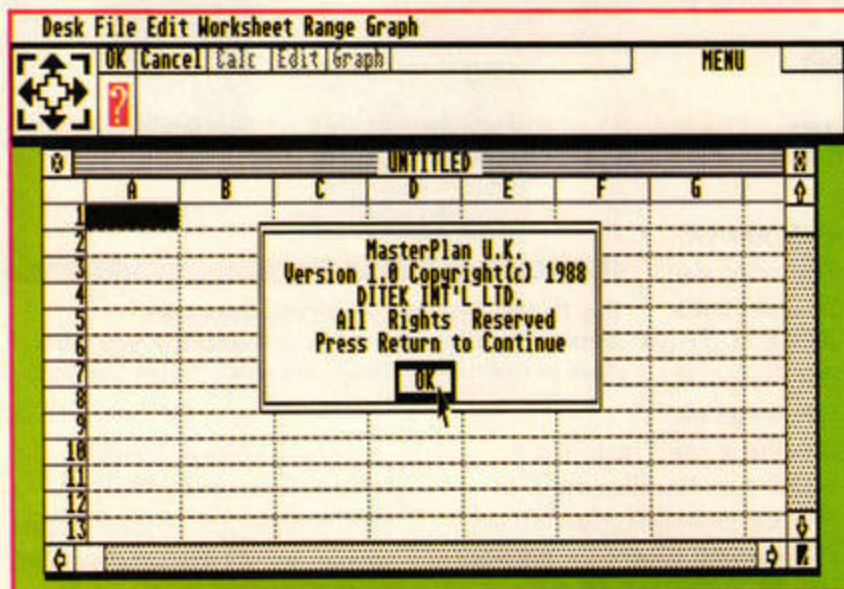 Desk File Edit Worksheet Range Graph
OK Cancel Calc Edit Graph MENU
?
UNTITLED
A B C D E F G
1
2
3
4
5
6
7
8
9
10
11
12
13
MasterPlan U.K.
Version 1.0 Copyright(c) 1988
DITEK INT'L LTD.
All Rights Reserved
Press Return to Continue
OK